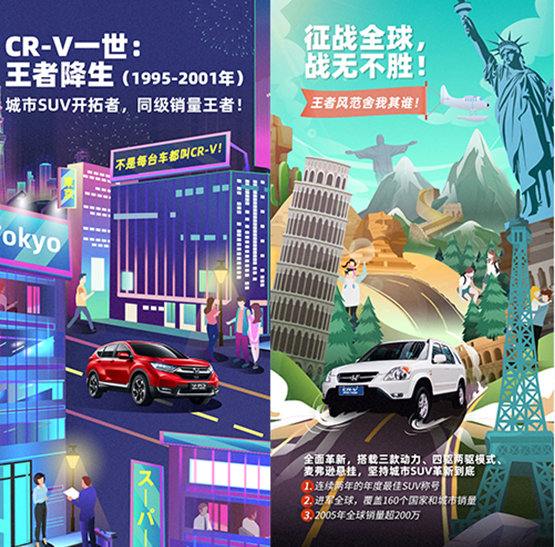 CR-V一世：
王者降生（1995-2001年）
城市SUV开拓者，同级销量王者！
不是每台车都叫CR-V！
Tokyo
スーパー
征战全球，
战无不胜！
王者风范舍我其谁！
全面革新，搭载三款动力、四驱两驱模式、
麦弗逊悬挂，坚持城市SUV革新到底
1 连续两年的年度最佳SUV称号
2 进军全球，覆盖160个国家和城市销量
3 2005年全球销量超200万